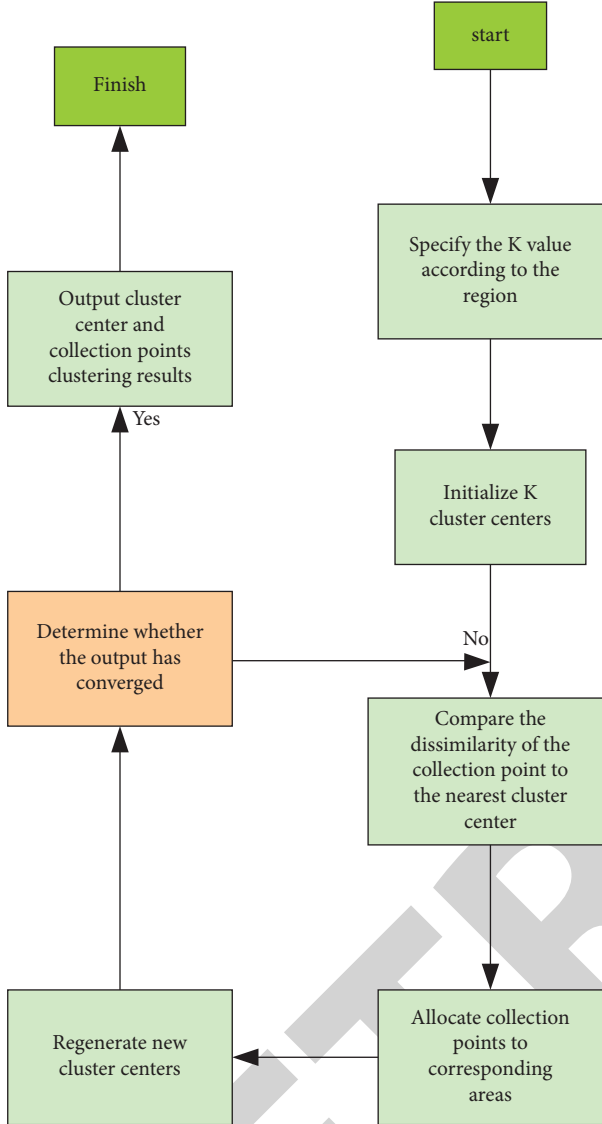 start
Specify the K value
according to the
region
Initialize K
cluster centers
No
Compare the
dissimilarity of the
collection point to
the nearest cluster
center
Allocate collection
points to
corresponding
areas
Regenerate new
cluster centers
Determine whether
the output has
converged
Yes
Output cluster
center and
collection points
clustering results
Finish